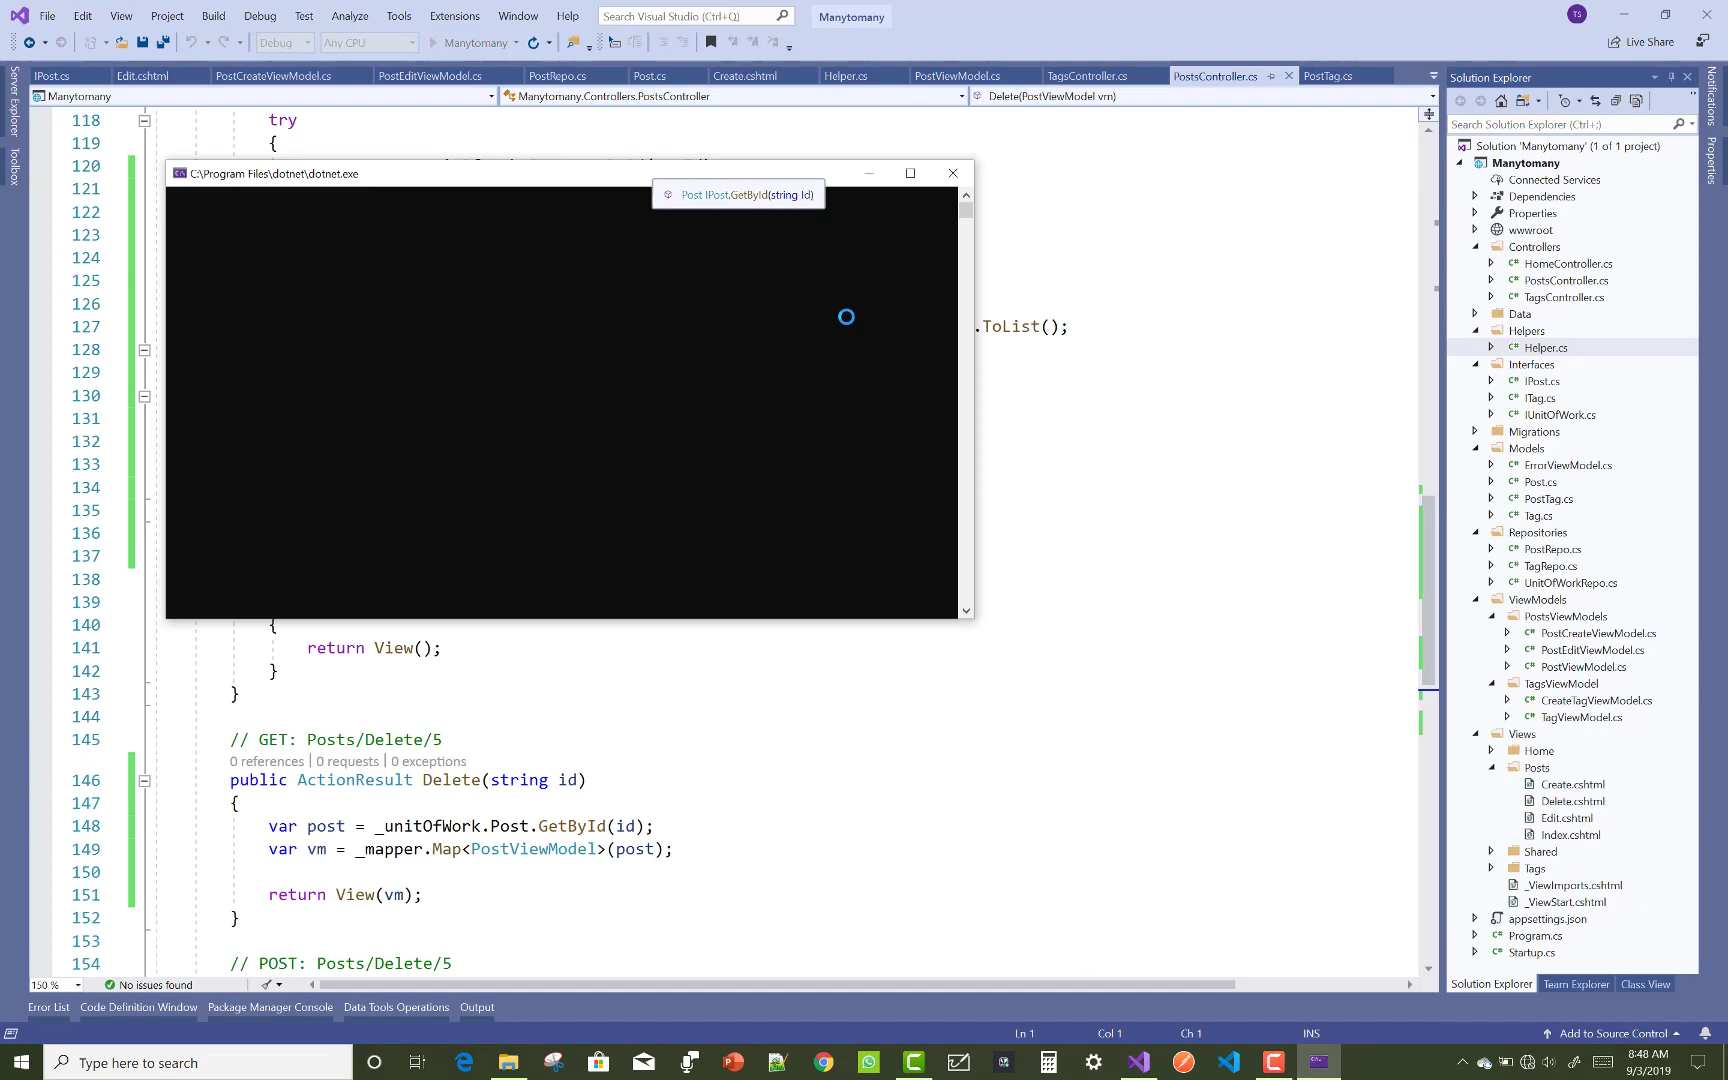 File Edit View Project Build Debug Test Analyze Tools Extensions Window Help Search Visual Studio (Ctrl+Q) Manytomany TS
Debug Any CPU Manytomany Live Share
IPost.cs Edit.cshtml PostCreateViewModel.cs PostEditViewModel.cs PostRepo.cs Post.cs Create.cshtml Helper.cs PostViewModel.cs TagsController.cs PostsController.cs PostTag.cs
Manytomany Manytomany.Controllers.PostsController Delete(PostViewModel vm)
Server Explorer
Toolbox
118 try
119 {
120
121
122
123
124
125
126
127 .ToList();
128
129
130
131
132
133
134
135
136
137
138
139
140 {
141 return View();
142 }
143 }
144
145 // GET: Posts/Delete/5
0 references | 0 requests | 0 exceptions
146 public ActionResult Delete(string id)
147 {
148 var post = _unitOfWork.Post.GetById(id);
149 var vm = _mapper.Map<PostViewModel>(post);
150
151 return View(vm);
152 }
153
154 // POST: Posts/Delete/5
C:\Program Files\dotnet\dotnet.exe
Post IPost.GetById(string Id)
150 % No issues found
Error List Code Definition Window Package Manager Console Data Tools Operations Output
Solution Explorer
Search Solution Explorer (Ctrl+;)
Solution 'Manytomany' (1 of 1 project)
Manytomany
Connected Services
Dependencies
Properties
wwwroot
Controllers
C# HomeController.cs
C# PostsController.cs
C# TagsController.cs
Data
Helpers
C# Helper.cs
Interfaces
C# IPost.cs
C# ITag.cs
C# IUnitOfWork.cs
Migrations
Models
C# ErrorViewModel.cs
C# Post.cs
C# PostTag.cs
C# Tag.cs
Repositories
C# PostRepo.cs
C# TagRepo.cs
C# UnitOfWorkRepo.cs
ViewModels
PostsViewModels
C# PostCreateViewModel.cs
C# PostEditViewModel.cs
C# PostViewModel.cs
TagsViewModel
C# CreateTagViewModel.cs
C# TagViewModel.cs
Views
Home
Posts
Create.cshtml
Delete.cshtml
Edit.cshtml
Index.cshtml
Shared
Tags
_ViewImports.cshtml
_ViewStart.cshtml
appsettings.json
C# Program.cs
C# Startup.cs
Solution Explorer Team Explorer Class View
Notifications
Properties
Ln 1 Col 1 Ch 1 INS Add to Source Control
Type here to search
8:48 AM
9/3/2019